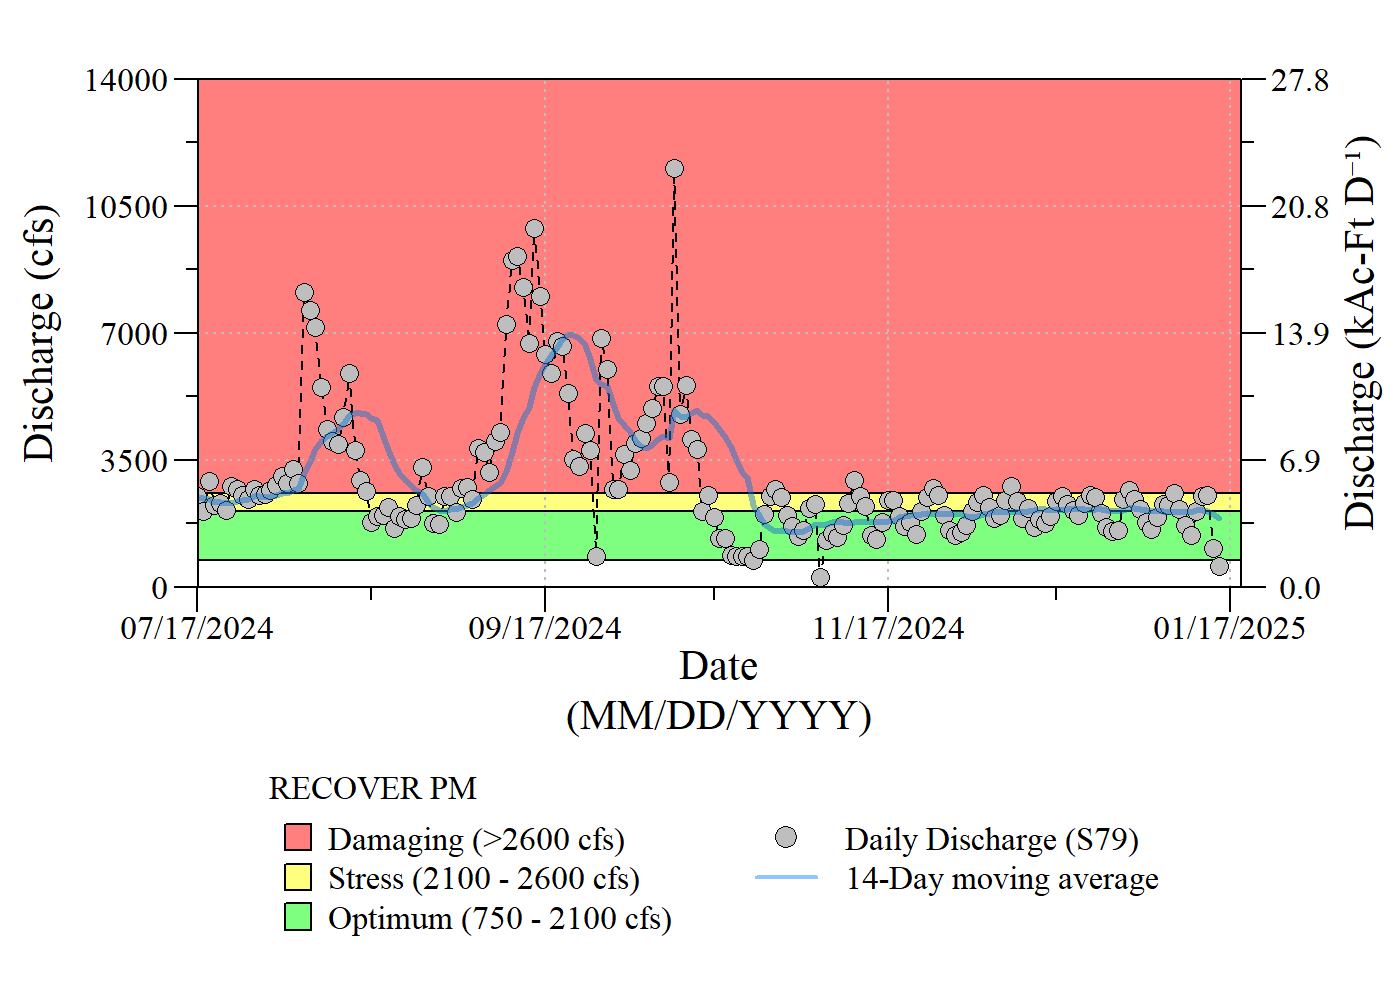 14000
10500
7000
3500
0
Discharge (cfs)
27.8
20.8
13.9
6.9
0.0
Discharge (kAc-Ft D⁻¹)
07/17/2024
09/17/2024
11/17/2024
01/17/2025
Date
(MM/DD/YYYY)
RECOVER PM
Damaging (>2600 cfs)
Stress (2100 - 2600 cfs)
Optimum (750 - 2100 cfs)
Daily Discharge (S79)
14-Day moving average